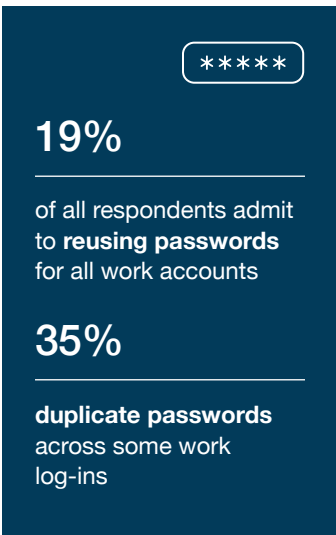 *****
19%
of all respondents admit
to reusing passwords
for all work accounts
35%
duplicate passwords
across some work
log-ins